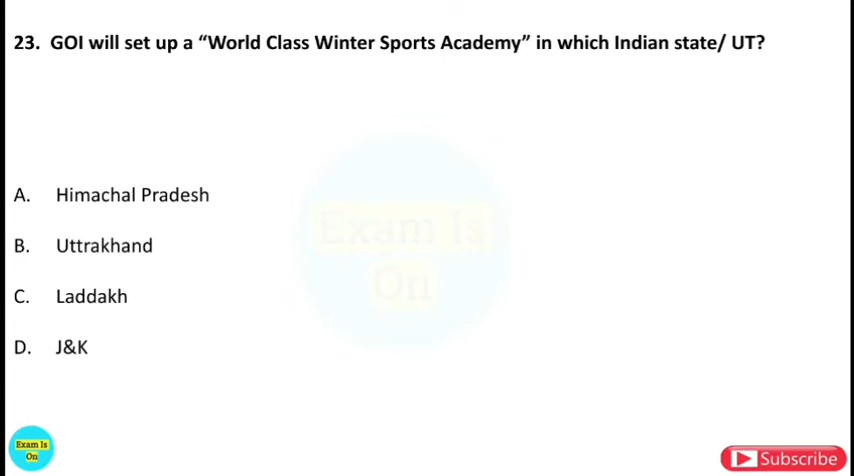 23. GOI will set up a “World Class Winter Sports Academy” in which Indian state/ UT?
A. Himachal Pradesh
B. Uttrakhand
C. Laddakh
D. J&K
Exam Is
On
Exam Is
On
Subscribe